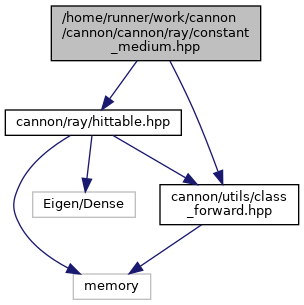 /home/runner/work/cannon
/cannon/cannon/ray/constant
_medium.hpp
cannon/ray/hittable.hpp
Eigen/Dense
cannon/utils/class
_forward.hpp
memory